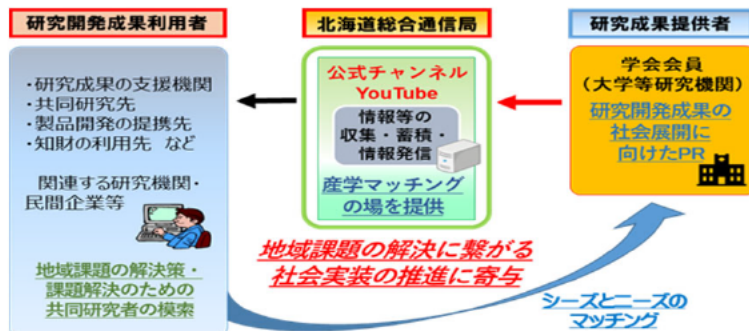 研究開発成果利用者
・研究成果の支援機関
・共同研究先
・製品開発の提携先
・知財の利用先 など
関連する研究機関・
民間企業等
地域課題の解決策・
課題解決のための
共同研究者の模索
北海道総合通信局
公式チャンネル
YouTube
情報等の
収集・蓄積・
情報発信
産学マッチング
の場を提供
研究成果提供者
学会会員
(大学等研究機関)
研究開発成果の
社会展開に
向けたPR
地域課題の解決に繋がる
社会実装の推進に寄与
シーズとニーズの
マッチング